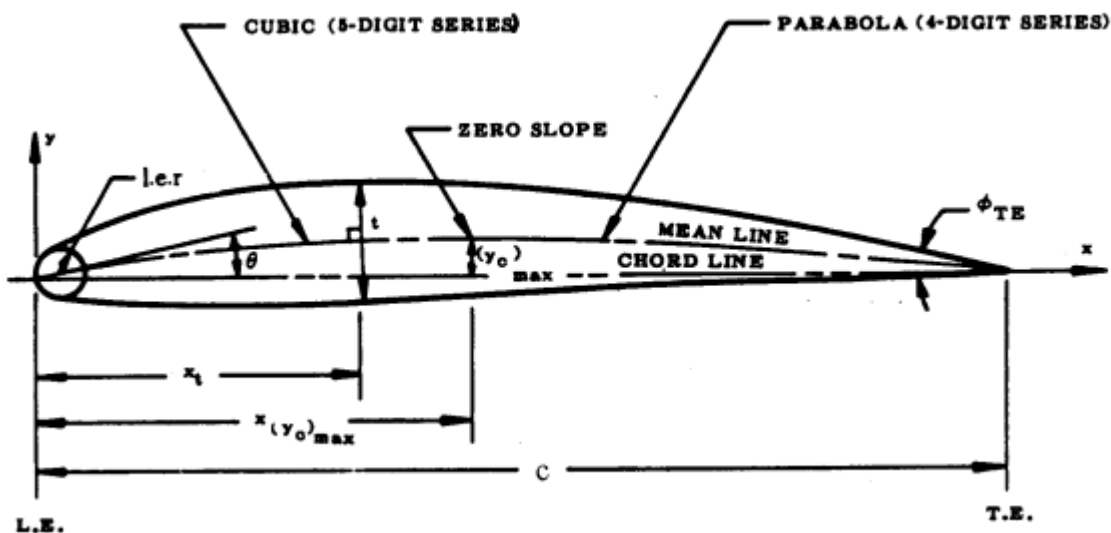 CUBIC (5-DIGIT SERIES)
PARABOLA (4-DIGIT SERIES)
ZERO SLOPE
y
l.e.r
ϕTE
t
MEAN LINE
x
θ
(yc)
max
CHORD LINE
xt
x(yc)max
C
L.E.
T.E.